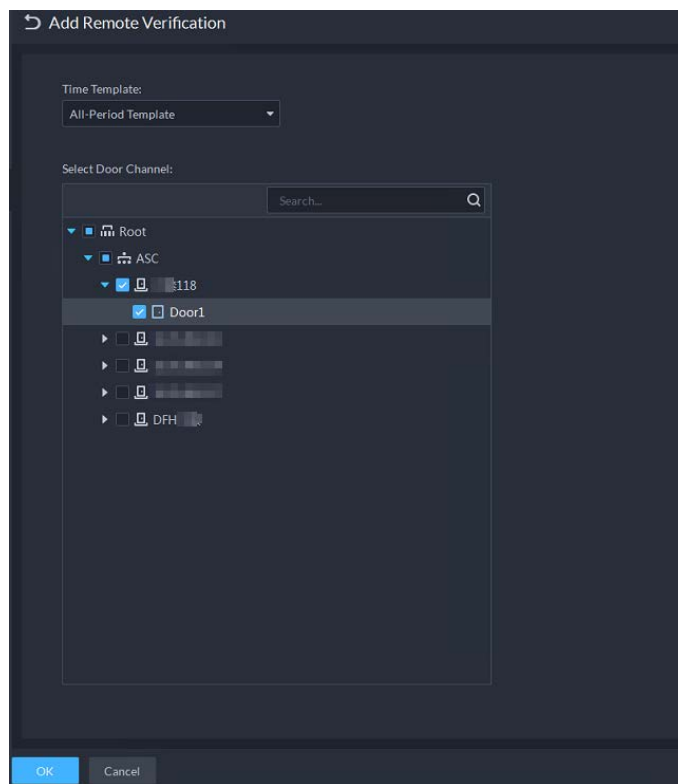 Add Remote Verification
Time Template:
All-Period Template
Select Door Channel:
Search...
Root
ASC
118
Door1
DFH
OK
Cancel